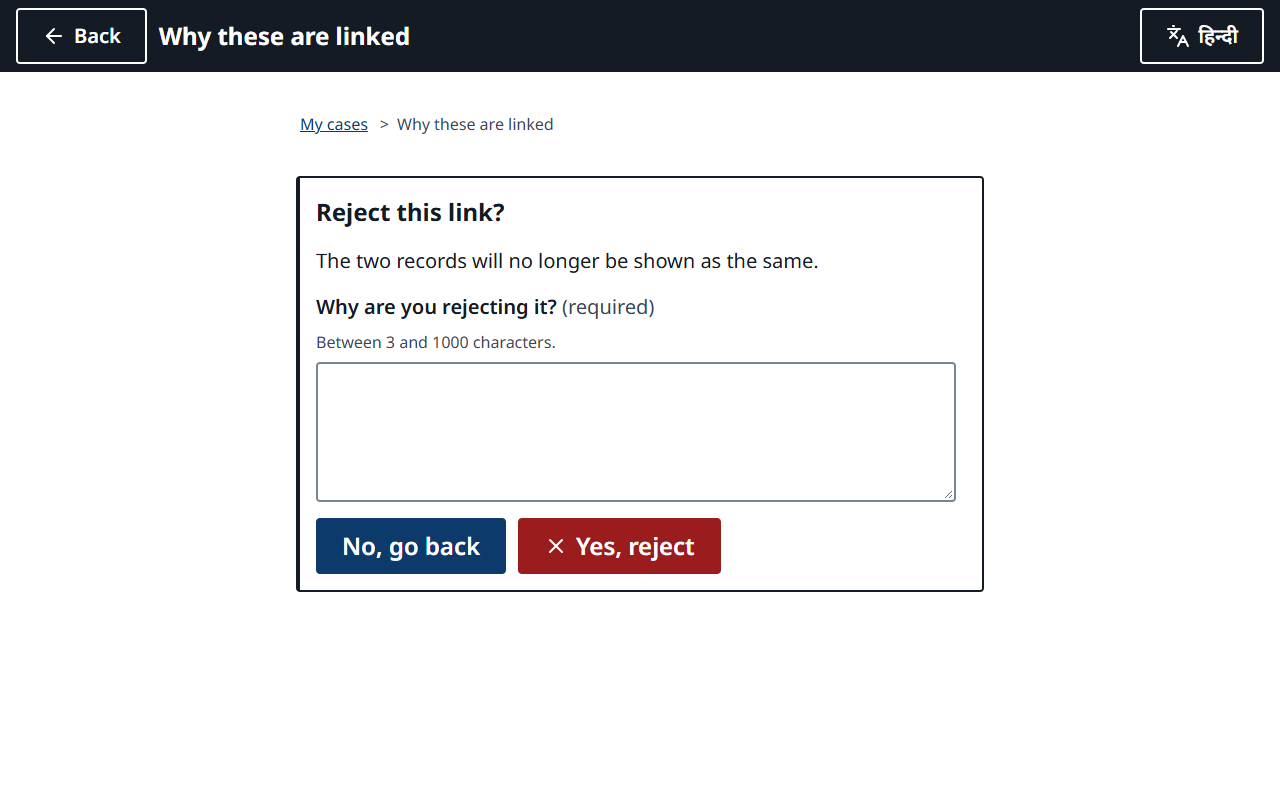 Back
Why these are linked
हिन्दी
My cases > Why these are linked
Reject this link?
The two records will no longer be shown as the same.
Why are you rejecting it? (required)
Between 3 and 1000 characters.
No, go back
Yes, reject